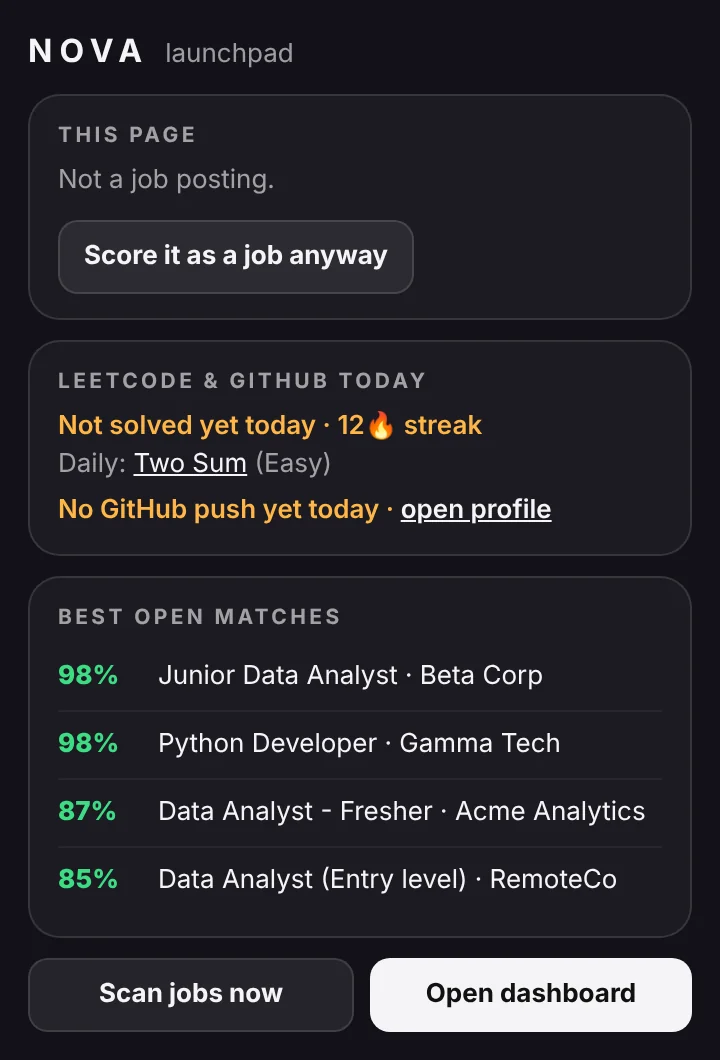 NOVA launchpad
THIS PAGE
Not a job posting.
Score it as a job anyway
LEETCODE & GITHUB TODAY
Not solved yet today · 12🔥 streak
Daily: Two Sum (Easy)
No GitHub push yet today · open profile
BEST OPEN MATCHES
98% Junior Data Analyst · Beta Corp
98% Python Developer · Gamma Tech
87% Data Analyst - Fresher · Acme Analytics
85% Data Analyst (Entry level) · RemoteCo
Scan jobs now Open dashboard